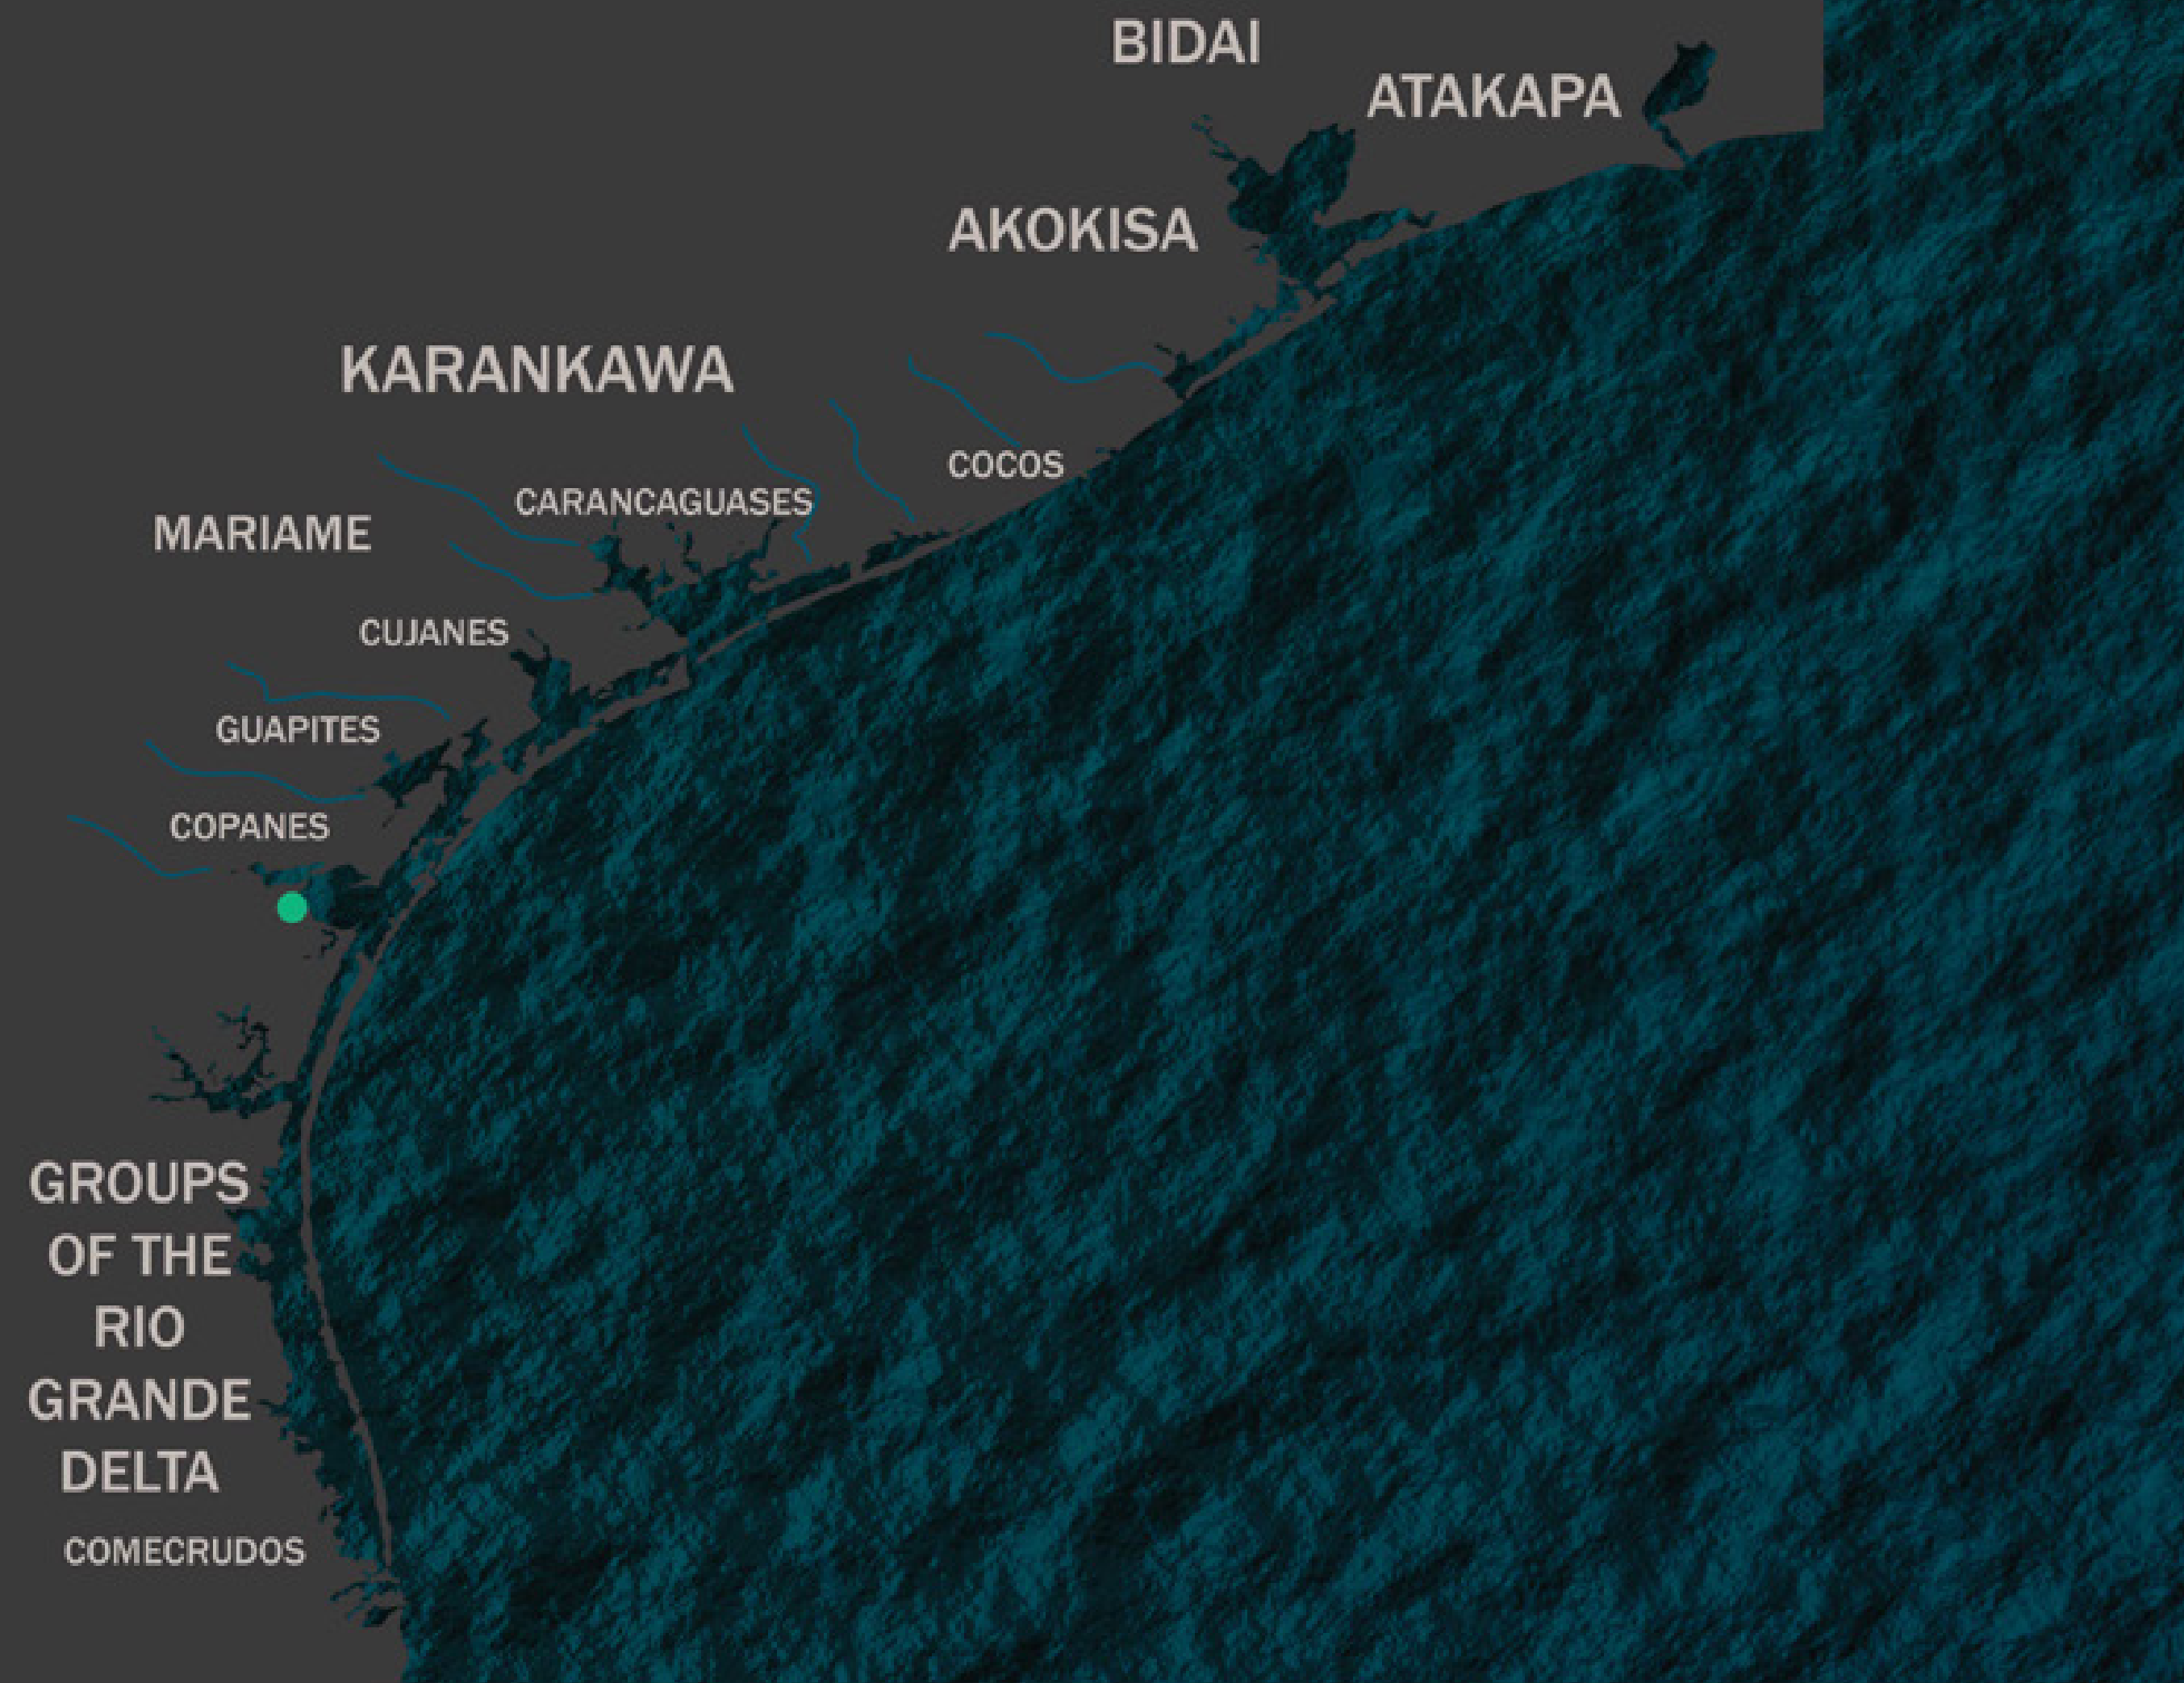 BIDAI
ATAKAPA
AKOKISA
KARANKAWA
COCOS
CARANCAGUASES
MARIAME
CUJANES
GUAPITES
COPANES
GROUPS
OF THE
RIO
GRANDE
DELTA
COMECRUDOS